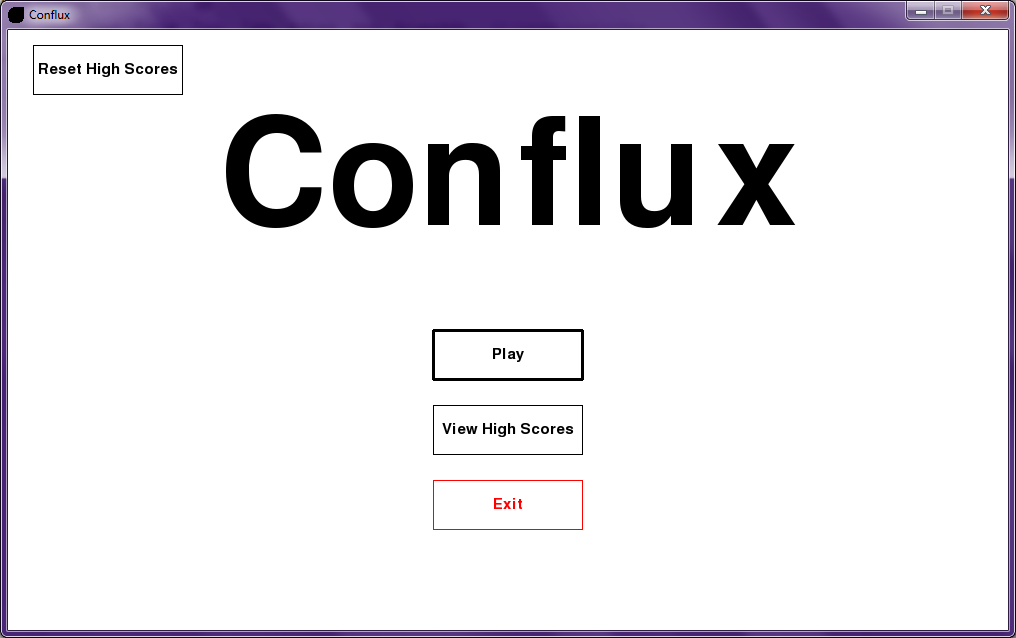 Conflux
Reset High Scores
Conflux
Play
View High Scores
Exit